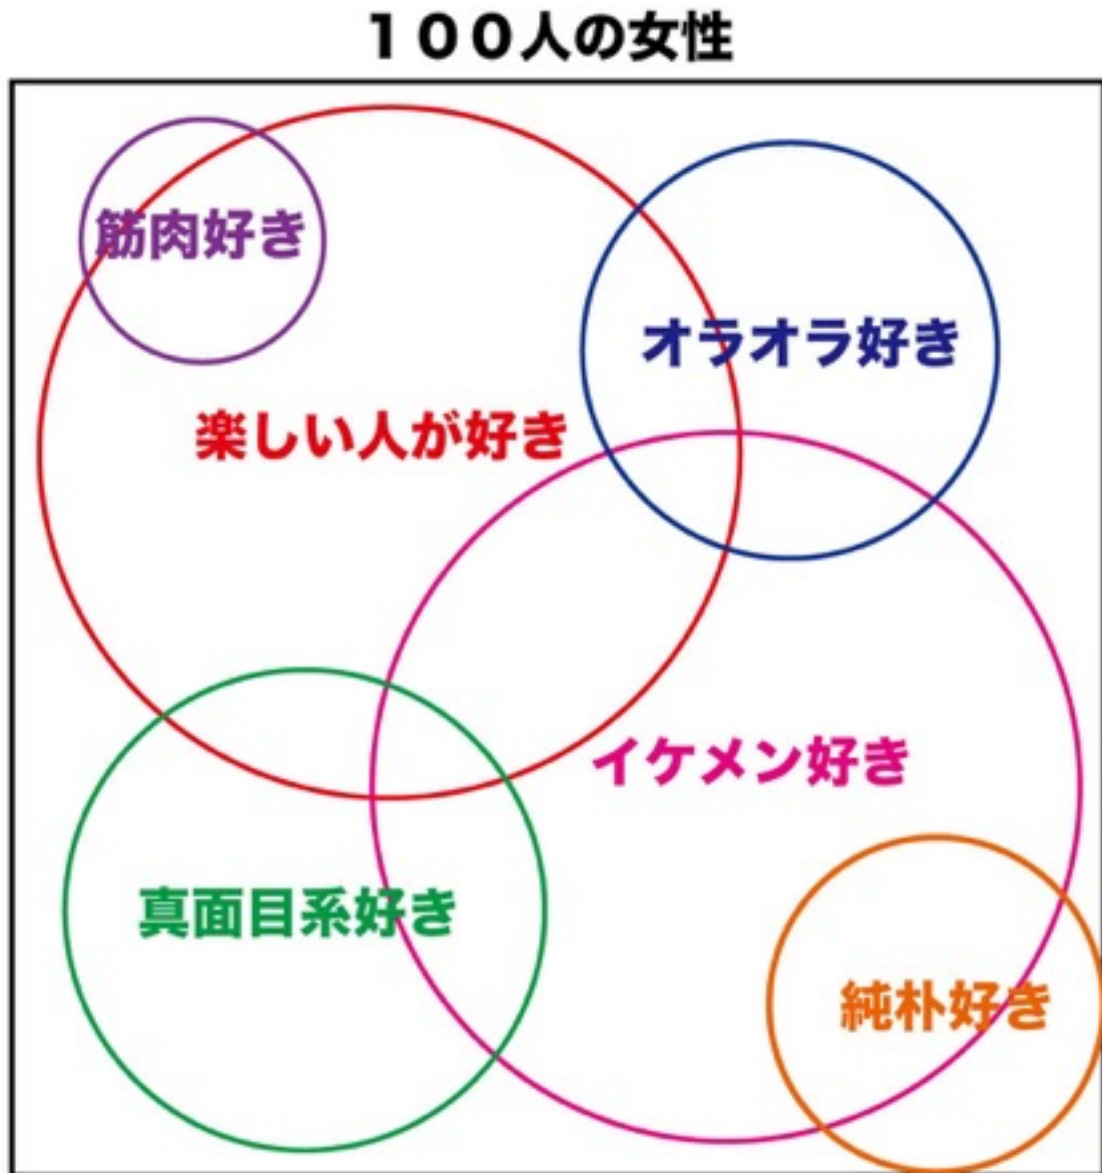 １００人の女性
筋肉好き
オラオラ好き
楽しい人が好き
イケメン好き
真面目系好き
純朴好き